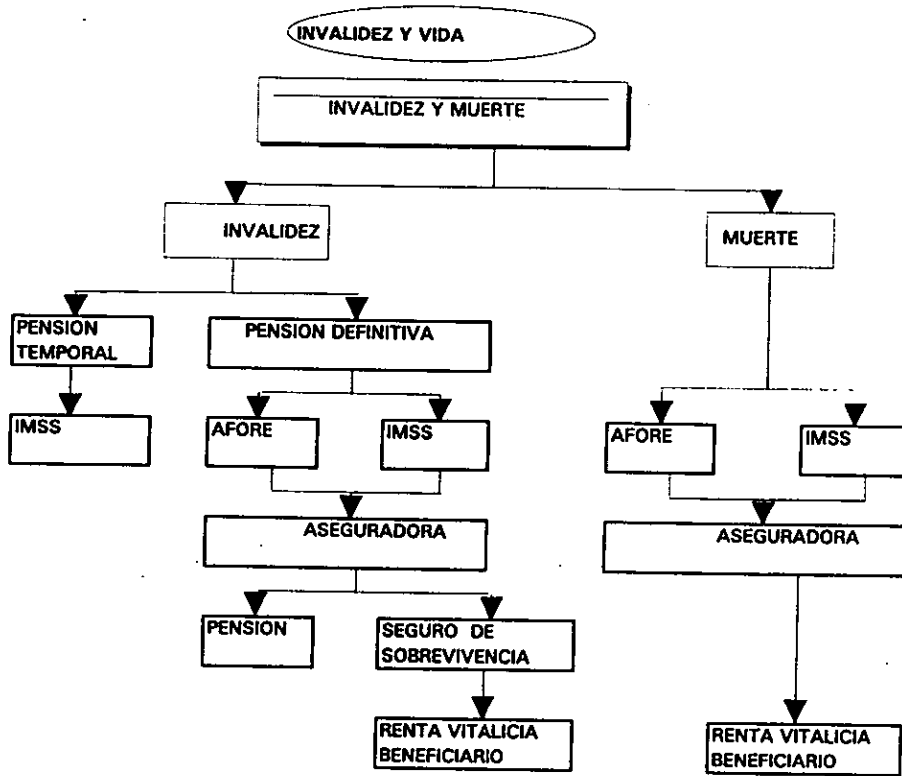 INVALIDEZ Y VIDA
INVALIDEZ Y MUERTE
INVALIDEZ
MUERTE
PENSION
TEMPORAL
PENSION DEFINITIVA
IMSS
AFORE
IMSS
AFORE
IMSS
ASEGURADORA
ASEGURADORA
PENSION
SEGURO DE
SOBREVIVENCIA
RENTA VITALICIA
BENEFICIARIO
RENTA VITALICIA
BENEFICIARIO